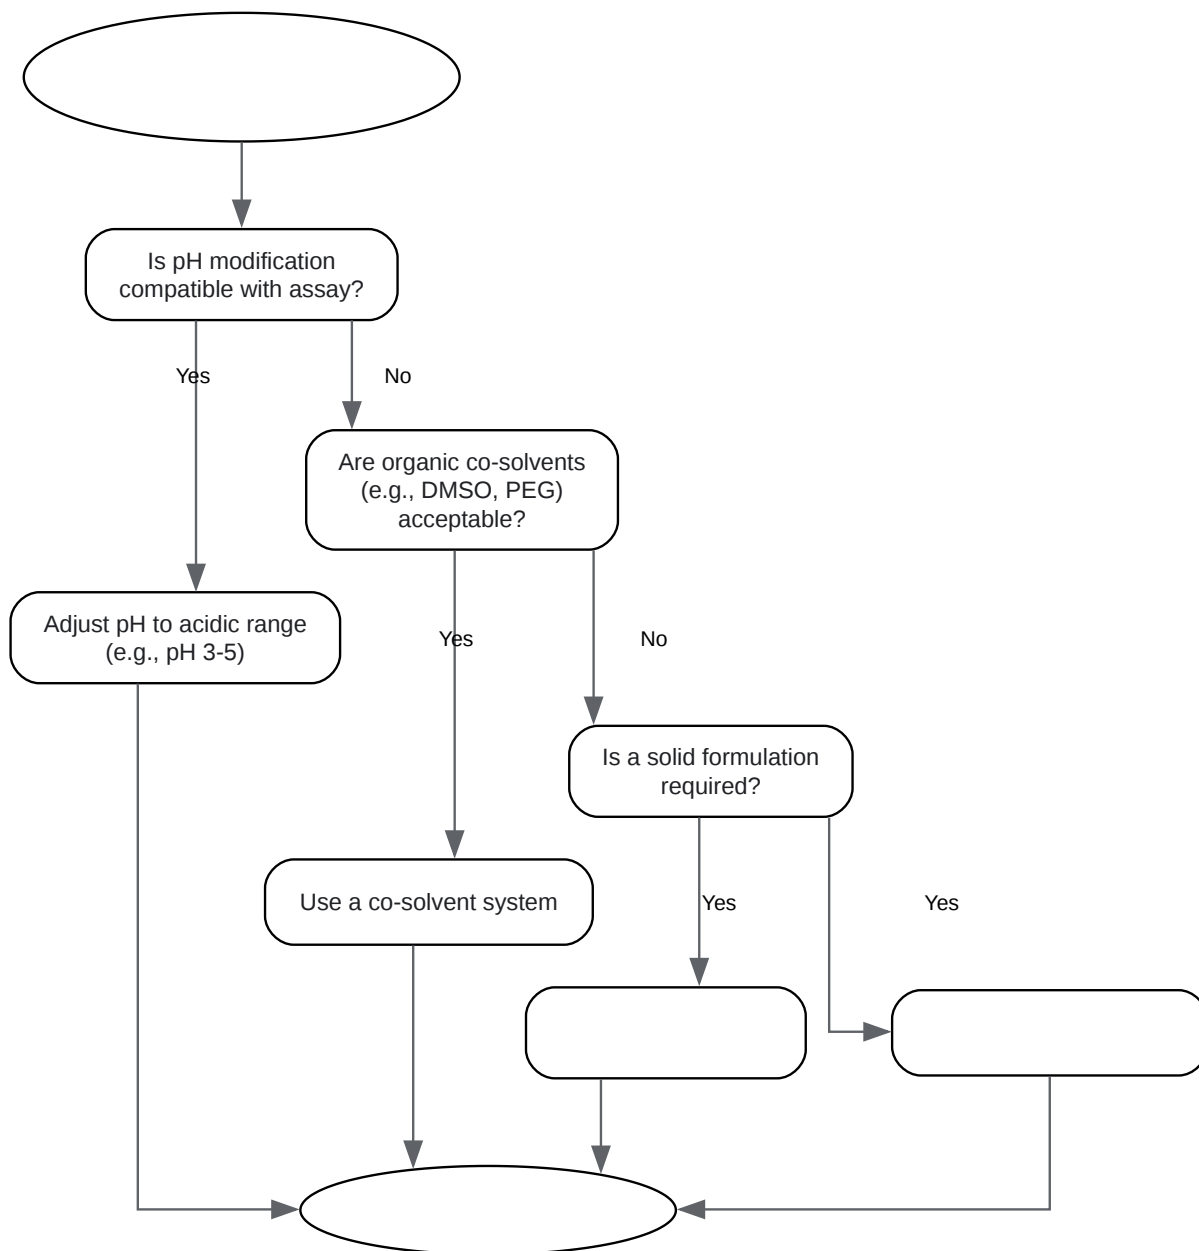 Is pH modification
compatible with assay?
Yes
No
Are organic co-solvents
(e.g., DMSO, PEG)
acceptable?
Adjust pH to acidic range
(e.g., pH 3-5)
Yes
No
Is a solid formulation
required?
Use a co-solvent system
Yes
Yes